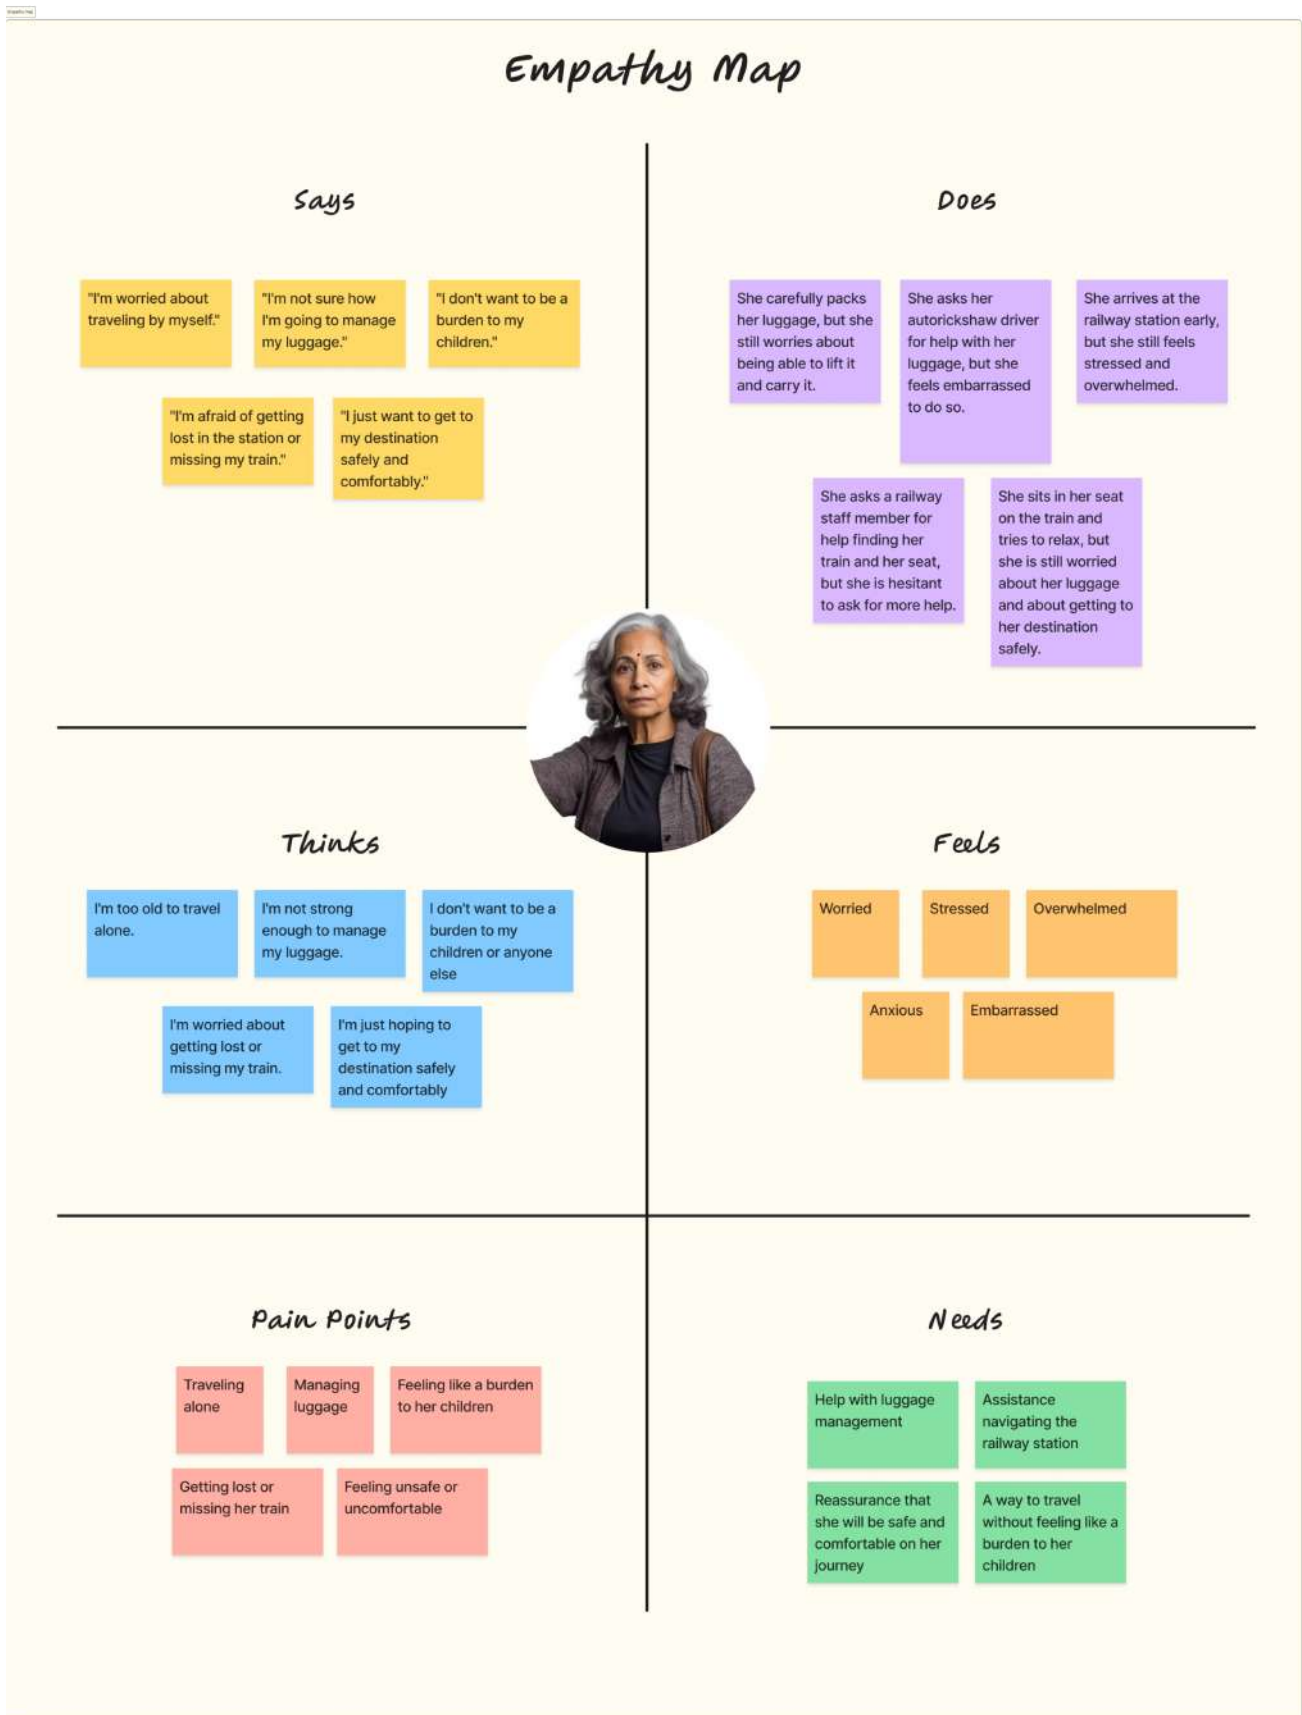 Empathy Map
Empathy Map
Says
"I'm worried about
traveling by myself."
"I'm not sure how
I'm going to manage
my luggage."
"I don't want to be a
burden to my
children."
"I'm afraid of getting
lost in the station or
missing my train."
"I just want to get to
my destination
safely and
comfortably."
Does
She carefully packs
her luggage, but she
still worries about
being able to lift it
and carry it.
She asks her
autorickshaw driver
for help with her
luggage, but she
feels embarrassed
to do so.
She arrives at the
railway station early,
but she still feels
stressed and
overwhelmed.
She asks a railway
staff member for
help finding her
train and her seat,
but she is hesitant
to ask for more help.
She sits in her seat
on the train and
tries to relax, but
she is still worried
about her luggage
and about getting to
her destination
safely.
Thinks
I'm too old to travel
alone.
I'm not strong
enough to manage
my luggage.
I don't want to be a
burden to my
children or anyone
else
I'm worried about
getting lost or
missing my train.
I'm just hoping to
get to my
destination safely
and comfortably
Feels
Worried
Stressed
Overwhelmed
Anxious
Embarrassed
Pain Points
Traveling
alone
Managing
luggage
Feeling like a burden
to her children
Getting lost or
missing her train
Feeling unsafe or
uncomfortable
Needs
Help with luggage
management
Assistance
navigating the
railway station
Reassurance that
she will be safe and
comfortable on her
journey
A way to travel
without feeling like a
burden to her
children